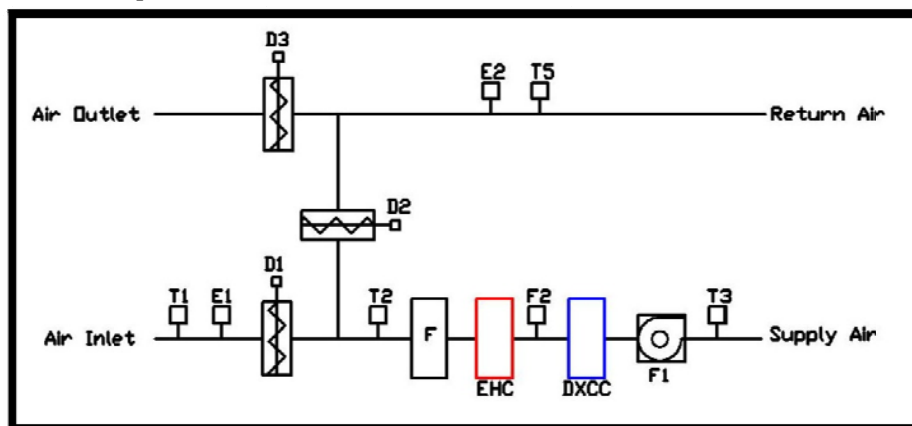 D3
E2 T5
Air Outlet Return Air
D2
D1
T1 E1 T2 F2 T3
Air Inlet F Supply Air
EHC DXCC F1